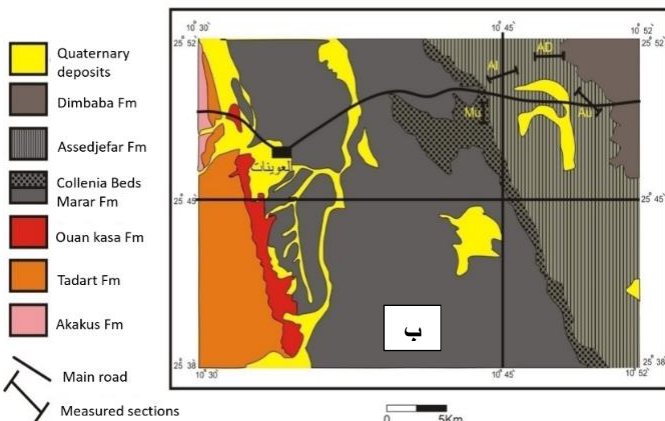 Quaternary
deposits
Dimbaba Fm
Assedjefar Fm
Collenia Beds
Marar Fm
Ouan kasa Fm
Tadart Fm
Akakus Fm
Main road
Measured sections
10 30
10 45
10 52
25 52
25 52
AD
Al
Au
Mu
العوينات
25 45
25 45
ب
25 38
25 38
10 30
10 45
10 52
0
5Km